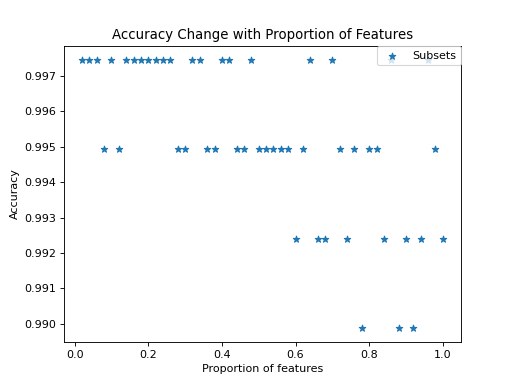 Accuracy Change with Proportion of Features
Subsets
Accuracy
0.997
0.996
0.995
0.994
0.993
0.992
0.991
0.990
0.0 0.2 0.4 0.6 0.8 1.0
Proportion of features